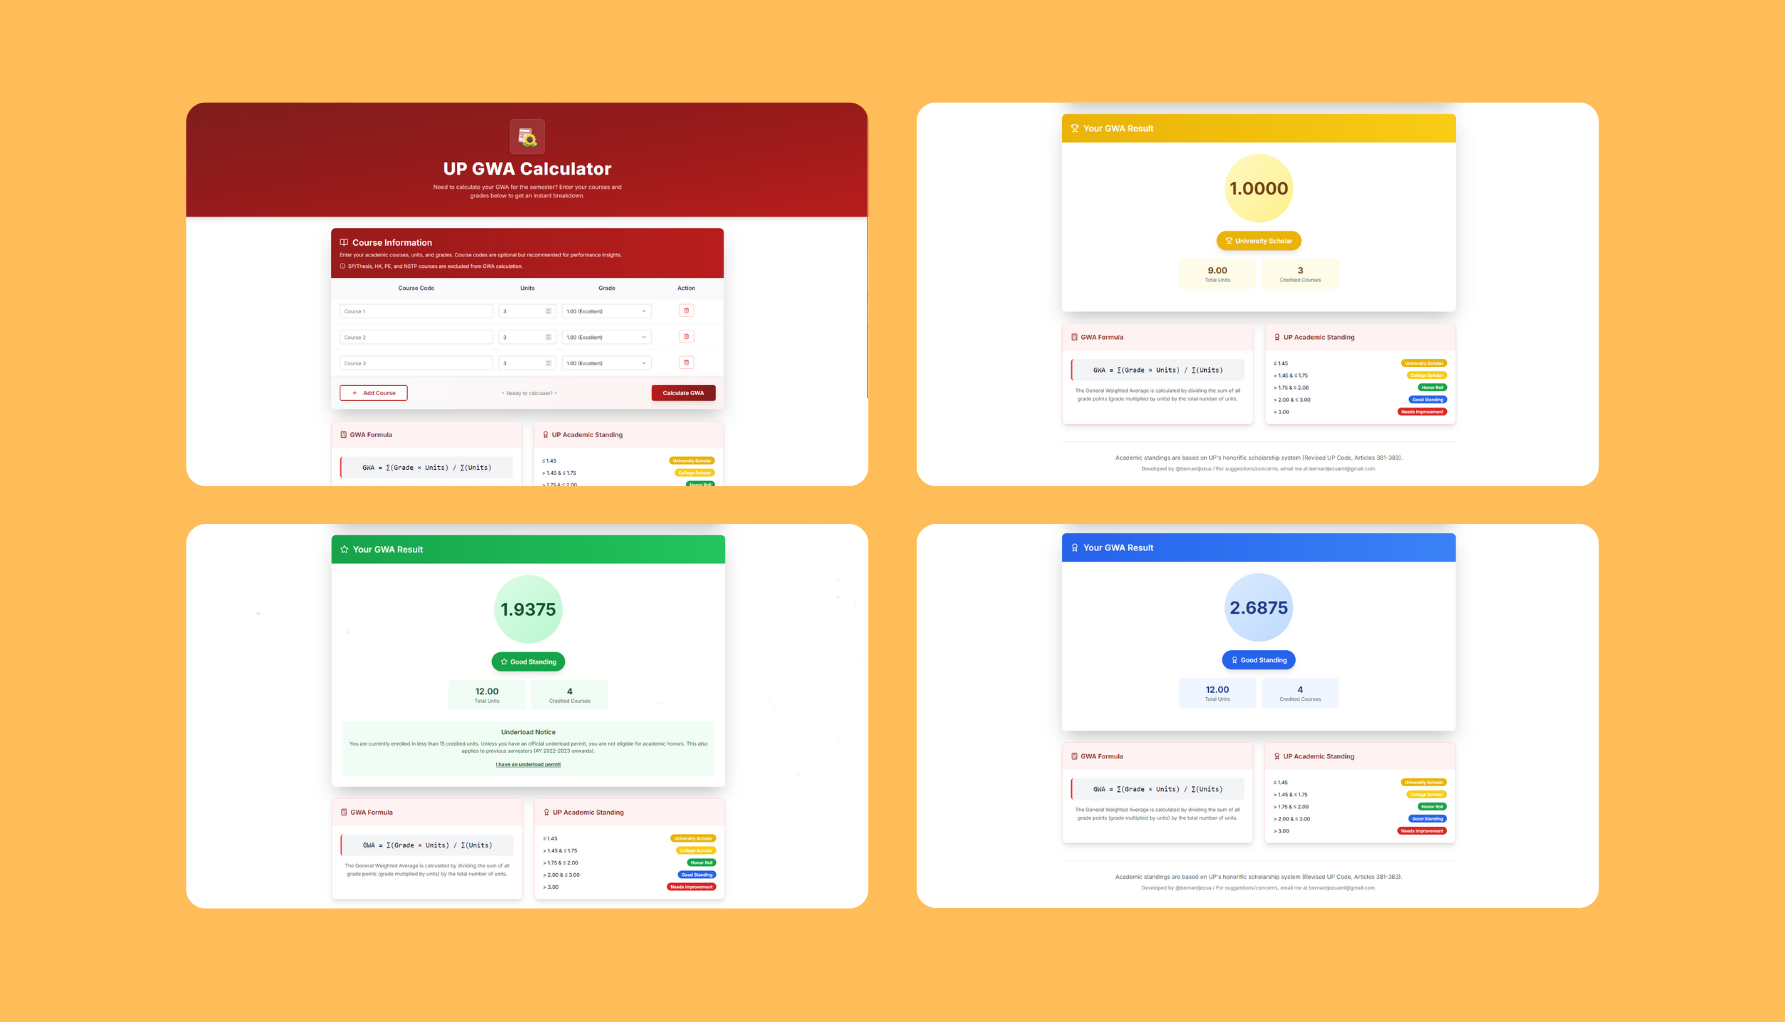 UP GWA Calculator
Need to calculate your GWA for the semester? Enter your courses and
grades below to get an instant breakdown.
Course Information
Enter your academic courses, units, and grades. Course codes are optional but recommended for performance insights.
SP/Thesis, HK, PE, and NSTP courses are excluded from GWA calculation.
Course Code Units Grade Action
Course 1 3 1.00 (Excellent)
Course 2 3 1.00 (Excellent)
Course 3 3 1.00 (Excellent)
+ Add Course • Ready to calculate? • Calculate GWA
GWA Formula
GWA = Σ(Grade × Units) / Σ(Units)
UP Academic Standing
≤ 1.45 University Scholar
> 1.45 & ≤ 1.75 College Scholar
> 1.75 & ≤ 2.00 Honor Roll
Your GWA Result
1.0000
University Scholar
9.00 3
Total Units Credited Courses
GWA Formula
GWA = Σ(Grade × Units) / Σ(Units)
The General Weighted Average is calculated by dividing the sum of all
grade points (grade multiplied by units) by the total number of units.
UP Academic Standing
≤ 1.45 University Scholar
> 1.45 & ≤ 1.75 College Scholar
> 1.75 & ≤ 2.00 Honor Roll
> 2.00 & ≤ 3.00 Good Standing
> 3.00 Needs Improvement
Academic standings are based on UP's honorific scholarship system (Revised UP Code, Articles 381-383).
Developed by @bernardjezua / For suggestions/concerns, email me at bernardjezuaml@gmail.com.
Your GWA Result
1.9375
Good Standing
12.00 4
Total Units Credited Courses
Underload Notice
You are currently enrolled in less than 15 credited units. Unless you have an official underload permit, you are not eligible for academic honors. This also
applies to previous semesters (AY 2022-2023 onwards).
I have an underload permit
GWA Formula
GWA = Σ(Grade × Units) / Σ(Units)
The General Weighted Average is calculated by dividing the sum of all
grade points (grade multiplied by units) by the total number of units.
UP Academic Standing
≤ 1.45 University Scholar
> 1.45 & ≤ 1.75 College Scholar
> 1.75 & ≤ 2.00 Honor Roll
> 2.00 & ≤ 3.00 Good Standing
> 3.00 Needs Improvement
Your GWA Result
2.6875
Good Standing
12.00 4
Total Units Credited Courses
GWA Formula
GWA = Σ(Grade × Units) / Σ(Units)
The General Weighted Average is calculated by dividing the sum of all
grade points (grade multiplied by units) by the total number of units.
UP Academic Standing
≤ 1.45 University Scholar
> 1.45 & ≤ 1.75 College Scholar
> 1.75 & ≤ 2.00 Honor Roll
> 2.00 & ≤ 3.00 Good Standing
> 3.00 Needs Improvement
Academic standings are based on UP's honorific scholarship system (Revised UP Code, Articles 381-383).
Developed by @bernardjezua / For suggestions/concerns, email me at bernardjezuaml@gmail.com.